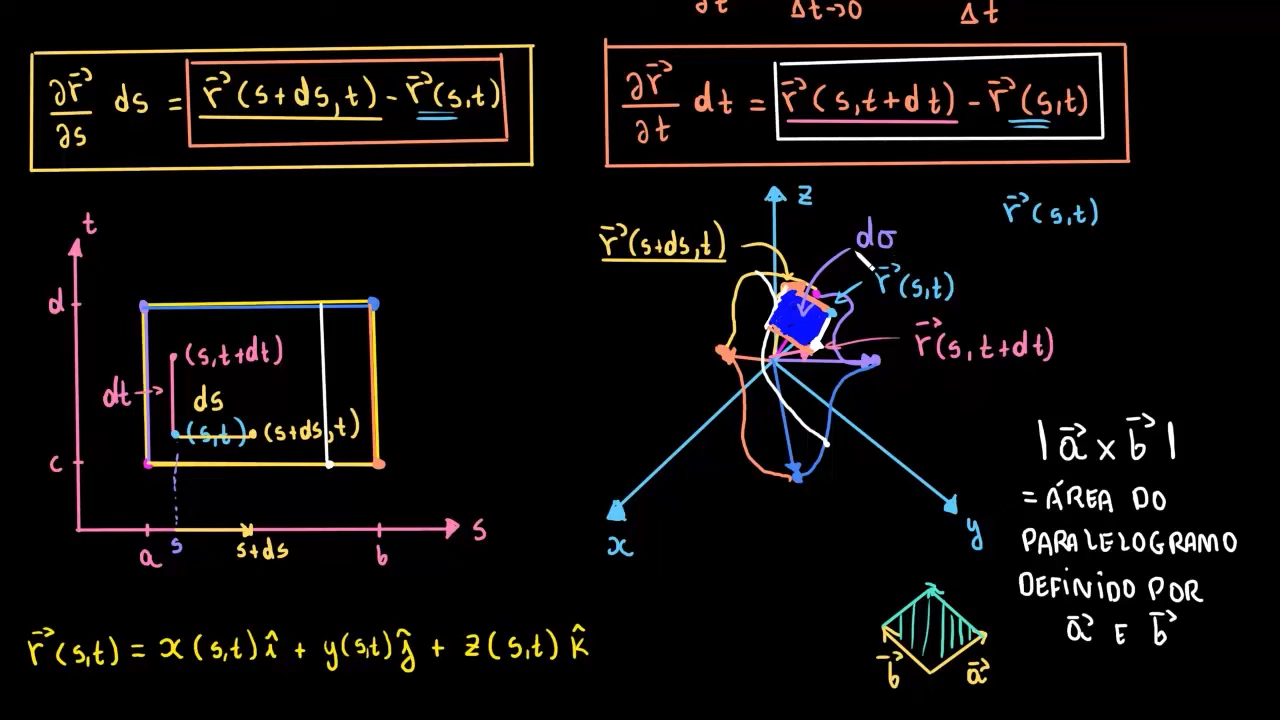 ∂t Δt→0 Δt
∂r⃗/∂s ds = r⃗(s+ds,t) - r⃗(s,t)
∂r⃗/∂t dt = r⃗(s,t+dt) - r⃗(s,t)
t
d
(s,t+dt)
dt
ds
(s,t)
(s+ds,t)
c
s
a
s
s+ds
b
z
r⃗(s,t)
r⃗(s+ds,t)
dσ
r⃗(s,t)
r⃗(s,t+dt)
x
y
|a⃗ x b⃗|
= ÁREA DO
PARALELOGRAMO
DEFINIDO POR
a⃗ E b⃗
b⃗
a⃗
r⃗(s,t) = x(s,t)î + y(s,t)ĵ + z(s,t)k̂